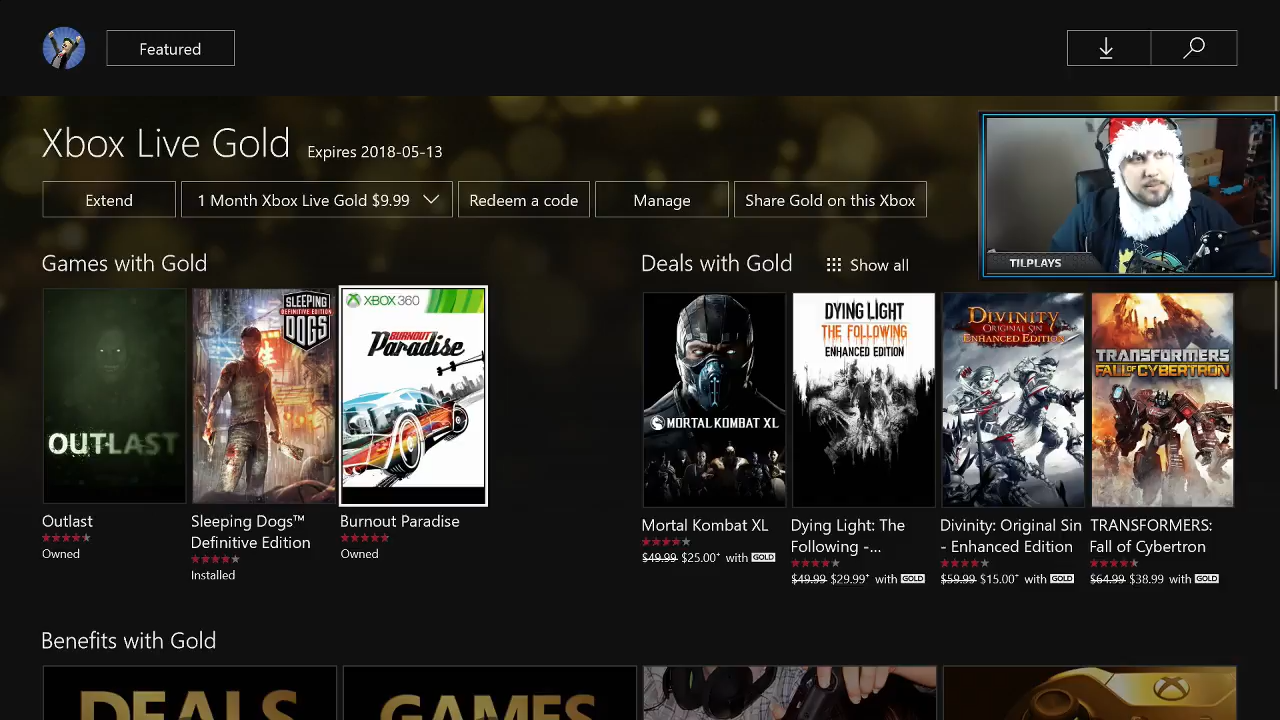 Featured
Xbox Live Gold Expires 2018-05-13
Extend
1 Month Xbox Live Gold $9.99
Redeem a code
Manage
Share Gold on this Xbox
TILPLAYS
Games with Gold
OUTLAST
SLEEPING
DEFINITIVE EDITION
DOGS
XBOX 360
BURNOUT
Paradise
Outlast
Owned
Sleeping Dogs™
Definitive Edition
Installed
Burnout Paradise
Owned
Deals with Gold
Show all
MORTAL KOMBAT XL
DYING LIGHT
THE FOLLOWING
ENHANCED EDITION
DIVINITY
ORIGINAL SIN
ENHANCED EDITION
TRANSFORMERS
FALL OF CYBERTRON
Mortal Kombat XL
$49.99 $25.00+ with GOLD
Dying Light: The
Following -...
$49.99 $29.99+ with GOLD
Divinity: Original Sin
- Enhanced Edition
$59.99 $15.00+ with GOLD
TRANSFORMERS:
Fall of Cybertron
$64.99 $38.99 with GOLD
Benefits with Gold
DEALS
GAMES